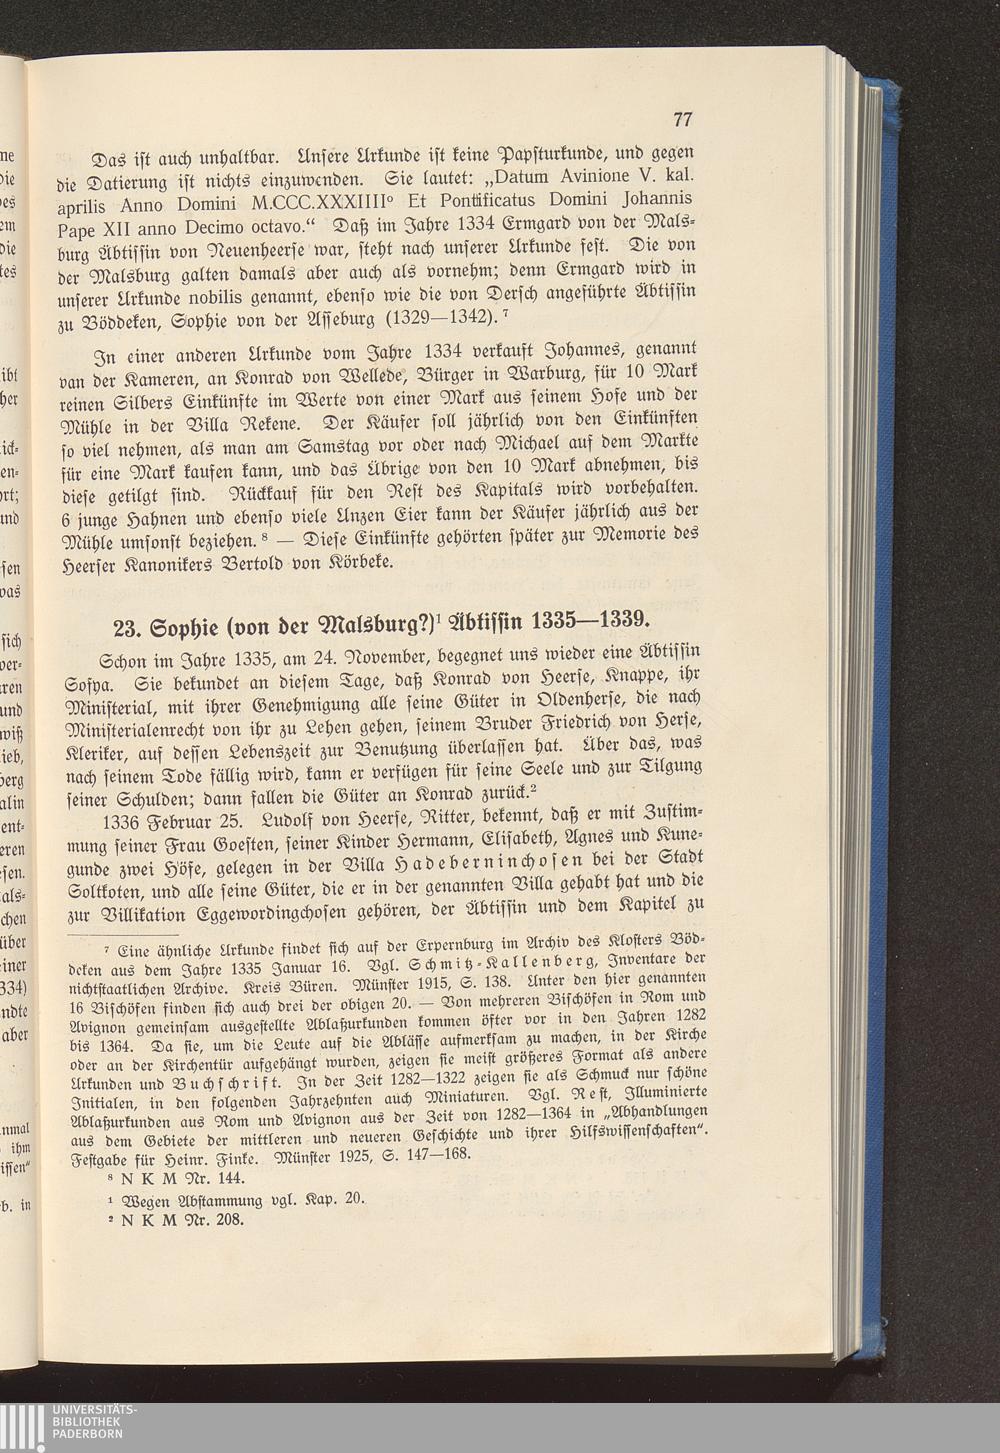 77
Das ist auch unhaltbar. Unsere Urkunde ist keine Papsturkunde, und gegen
die Datierung ist nichts einzuwenden. Sie lautet: „Datum Avinione V. kal.
aprilis Anno Domini M.CCC.XXXIIII⁰ Et Pontificatus Domini Johannis
Pape XII anno Decimo octavo.“ Daß im Jahre 1334 Ermgard von der Mals-
burg Äbtissin von Neuenheerse war, steht nach unserer Urkunde fest. Die von
der Malsburg galten damals aber auch als vornehm; denn Ermgard wird in
unserer Urkunde nobilis genannt, ebenso wie die von Dersch angeführte Äbtissin
zu Böddeken, Sophie von der Asseburg (1329—1342).⁷
In einer anderen Urkunde vom Jahre 1334 verkauft Johannes, genannt
van der Kameren, an Konrad von Wellede, Bürger in Warburg, für 10 Mark
reinen Silbers Einkünfte im Werte von einer Mark aus seinem Hofe und der
Mühle in der Villa Rekene. Der Käufer soll jährlich von den Einkünften
so viel nehmen, als man am Samstag vor oder nach Michael auf dem Markte
für eine Mark kaufen kann, und das Übrige von den 10 Mark abnehmen, bis
diese getilgt sind. Rückkauf für den Rest des Kapitals wird vorbehalten.
6 junge Hahnen und ebenso viele Unzen Eier kann der Käufer jährlich aus der
Mühle umsonst beziehen.⁸ — Diese Einkünfte gehörten später zur Memorie des
Heerser Kanonikers Bertold von Körbeke.
23. Sophie (von der Malsburg?)¹ Äbtissin 1335—1339.
Schon im Jahre 1335, am 24. November, begegnet uns wieder eine Äbtissin
Sofya. Sie bekundet an diesem Tage, daß Konrad von Heerse, Knappe, ihr
Ministerial, mit ihrer Genehmigung alle seine Güter in Oldenherse, die nach
Ministerialenrecht von ihr zu Lehen gehen, seinem Bruder Friedrich von Herse,
Kleriker, auf dessen Lebenszeit zur Benutzung überlassen hat. Über das, was
nach seinem Tode fällig wird, kann er verfügen für seine Seele und zur Tilgung
seiner Schulden; dann fallen die Güter an Konrad zurück.²
1336 Februar 25. Ludolf von Heerse, Ritter, bekennt, daß er mit Zustim-
mung seiner Frau Goesten, seiner Kinder Hermann, Elisabeth, Agnes und Kune-
gunde zwei Höfe, gelegen in der Villa Hadeberninchosen bei der Stadt
Soltkoten, und alle seine Güter, die er in der genannten Villa gehabt hat und die
zur Villikation Eggewordingchosen gehören, der Äbtissin und dem Kapitel zu
⁷ Eine ähnliche Urkunde findet sich auf der Erpernburg im Archiv des Klosters Böd-
deken aus dem Jahre 1335 Januar 16. Vgl. Schmitz-Kallenberg, Inventare der
nichtstaatlichen Archive. Kreis Büren. Münster 1915, S. 138. Unter den hier genannten
16 Bischöfen finden sich auch drei der obigen 20. — Von mehreren Bischöfen in Rom und
Avignon gemeinsam ausgestellte Ablaßurkunden kommen öfter vor in den Jahren 1282
bis 1364. Da sie, um die Leute auf die Ablässe aufmerksam zu machen, in der Kirche
oder an der Kirchentür aufgehängt wurden, zeigen sie meist größeres Format als andere
Urkunden und Buchschrift. In der Zeit 1282—1322 zeigen sie als Schmuck nur schöne
Initialen, in den folgenden Jahrzehnten auch Miniaturen. Vgl. Rest, Illuminierte
Ablaßurkunden aus Rom und Avignon aus der Zeit von 1282—1364 in „Abhandlungen
aus dem Gebiete der mittleren und neueren Geschichte und ihrer Hilfswissenschaften“.
Festgabe für Heinr. Finke. Münster 1925, S. 147—168.
⁸ N K M Nr. 144.
¹ Wegen Abstammung vgl. Kap. 20.
² N K M Nr. 208.
UNIVERSITÄTS-
BIBLIOTHEK
PADERBORN